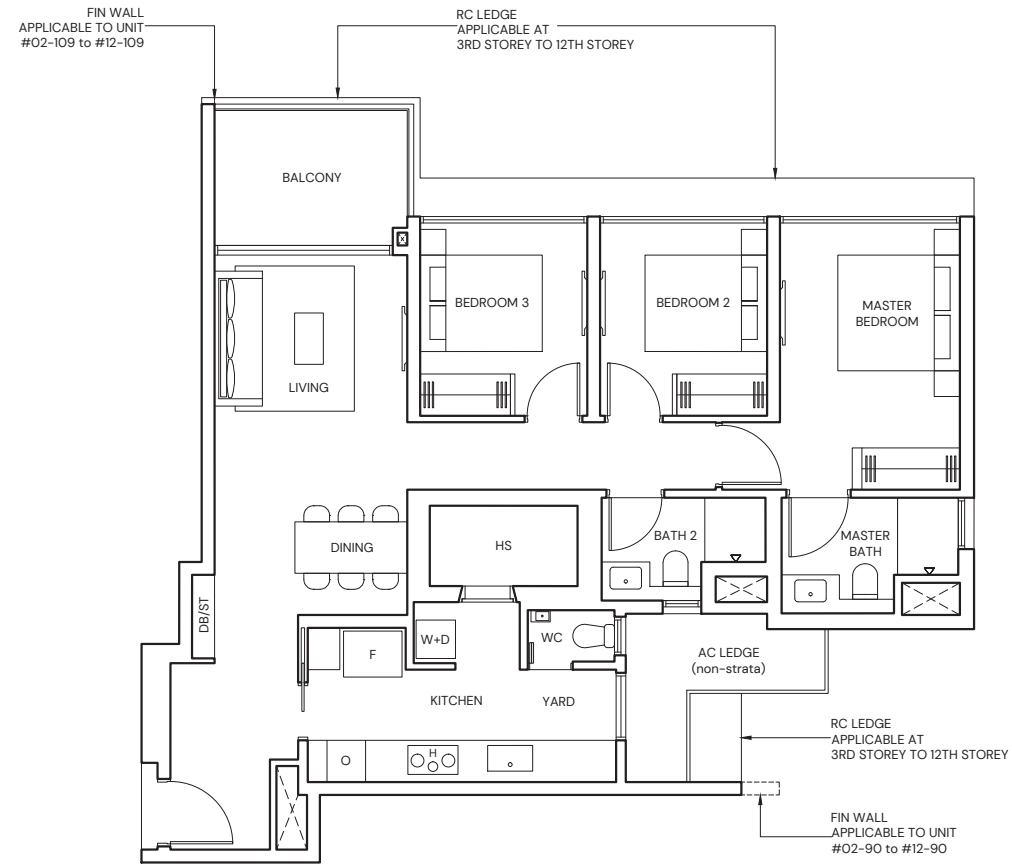 FIN WALL
APPLICABLE TO UNIT
#02-109 to #12-109
RC LEDGE
APPLICABLE AT
3RD STOREY TO 12TH STOREY
BALCONY
BEDROOM 3
BEDROOM 2
MASTER
BEDROOM
LIVING
DINING
HS
BATH 2
MASTER
BATH
DB/ST
W+D
WC
F
AC LEDGE
(non-strata)
KITCHEN
YARD
O
H
RC LEDGE
APPLICABLE AT
3RD STOREY TO 12TH STOREY
FIN WALL
APPLICABLE TO UNIT
#02-90 to #12-90